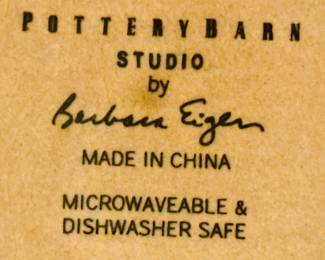 POTTERYBARN
STUDIO
by
Barbara Eigen
MADE IN CHINA
MICROWAVEABLE &
DISHWASHER SAFE